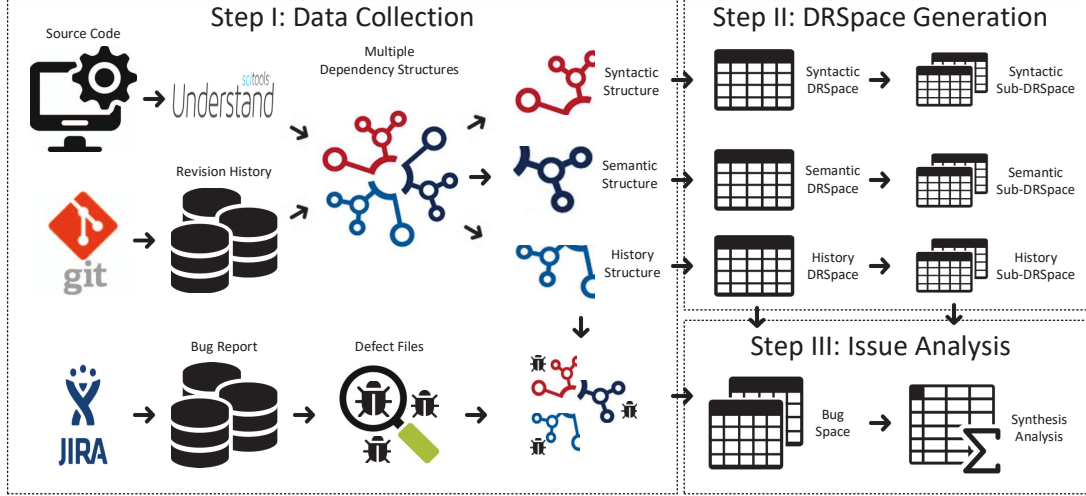 Step I: Data Collection
Source Code
scitools
Understand
Multiple
Dependency Structures
Syntactic
Structure
Revision History
Semantic
Structure
git
History
Structure
Bug Report
Defect Files
JIRA
Step II: DRSpace Generation
Syntactic
DRSpace
Syntactic
Sub-DRSpace
Semantic
DRSpace
Semantic
Sub-DRSpace
History
DRSpace
History
Sub-DRSpace
Step III: Issue Analysis
Bug
Space
Σ
Synthesis
Analysis